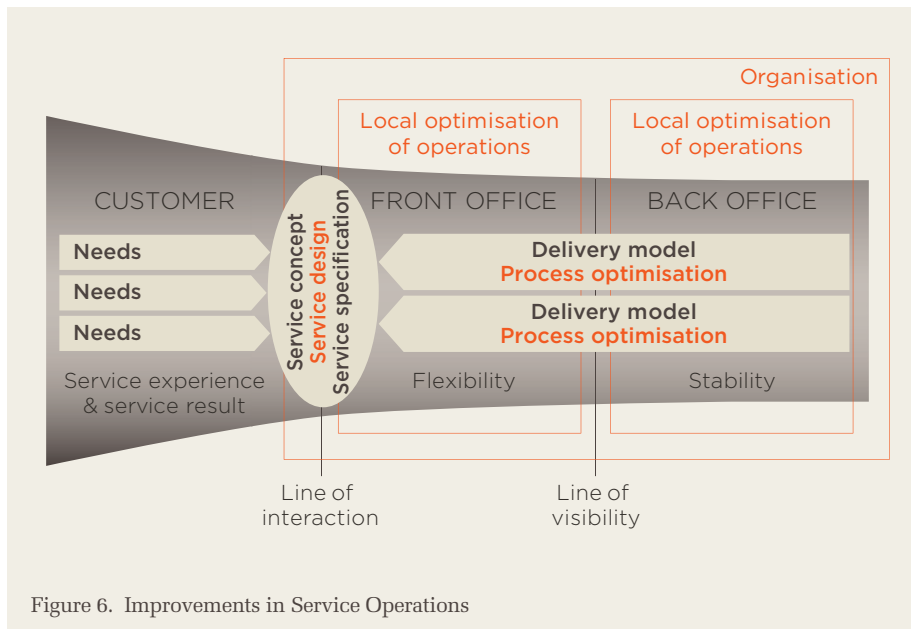 Organisation
Local optimisation
of operations
Local optimisation
of operations
CUSTOMER
FRONT OFFICE
BACK OFFICE
Needs
Needs
Needs
Service concept
Service design
Service specification
Delivery model
Process optimisation
Delivery model
Process optimisation
Service experience
& service result
Flexibility
Stability
Line of
interaction
Line of
visibility
Figure 6. Improvements in Service Operations